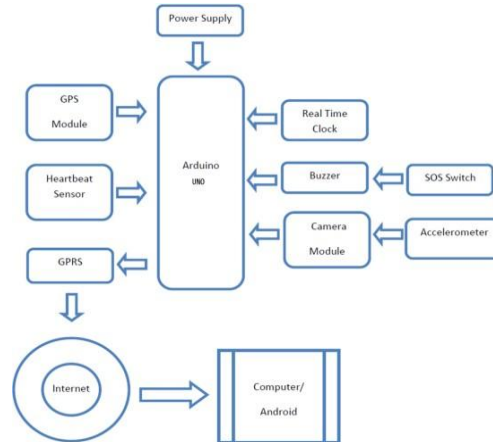 Power Supply
GPS
Module
Real Time
Clock
Arduino
UNO
Heartbeat
Sensor
Buzzer
SOS Switch
Camera
Module
Accelerometer
GPRS
Internet
Computer/
Android